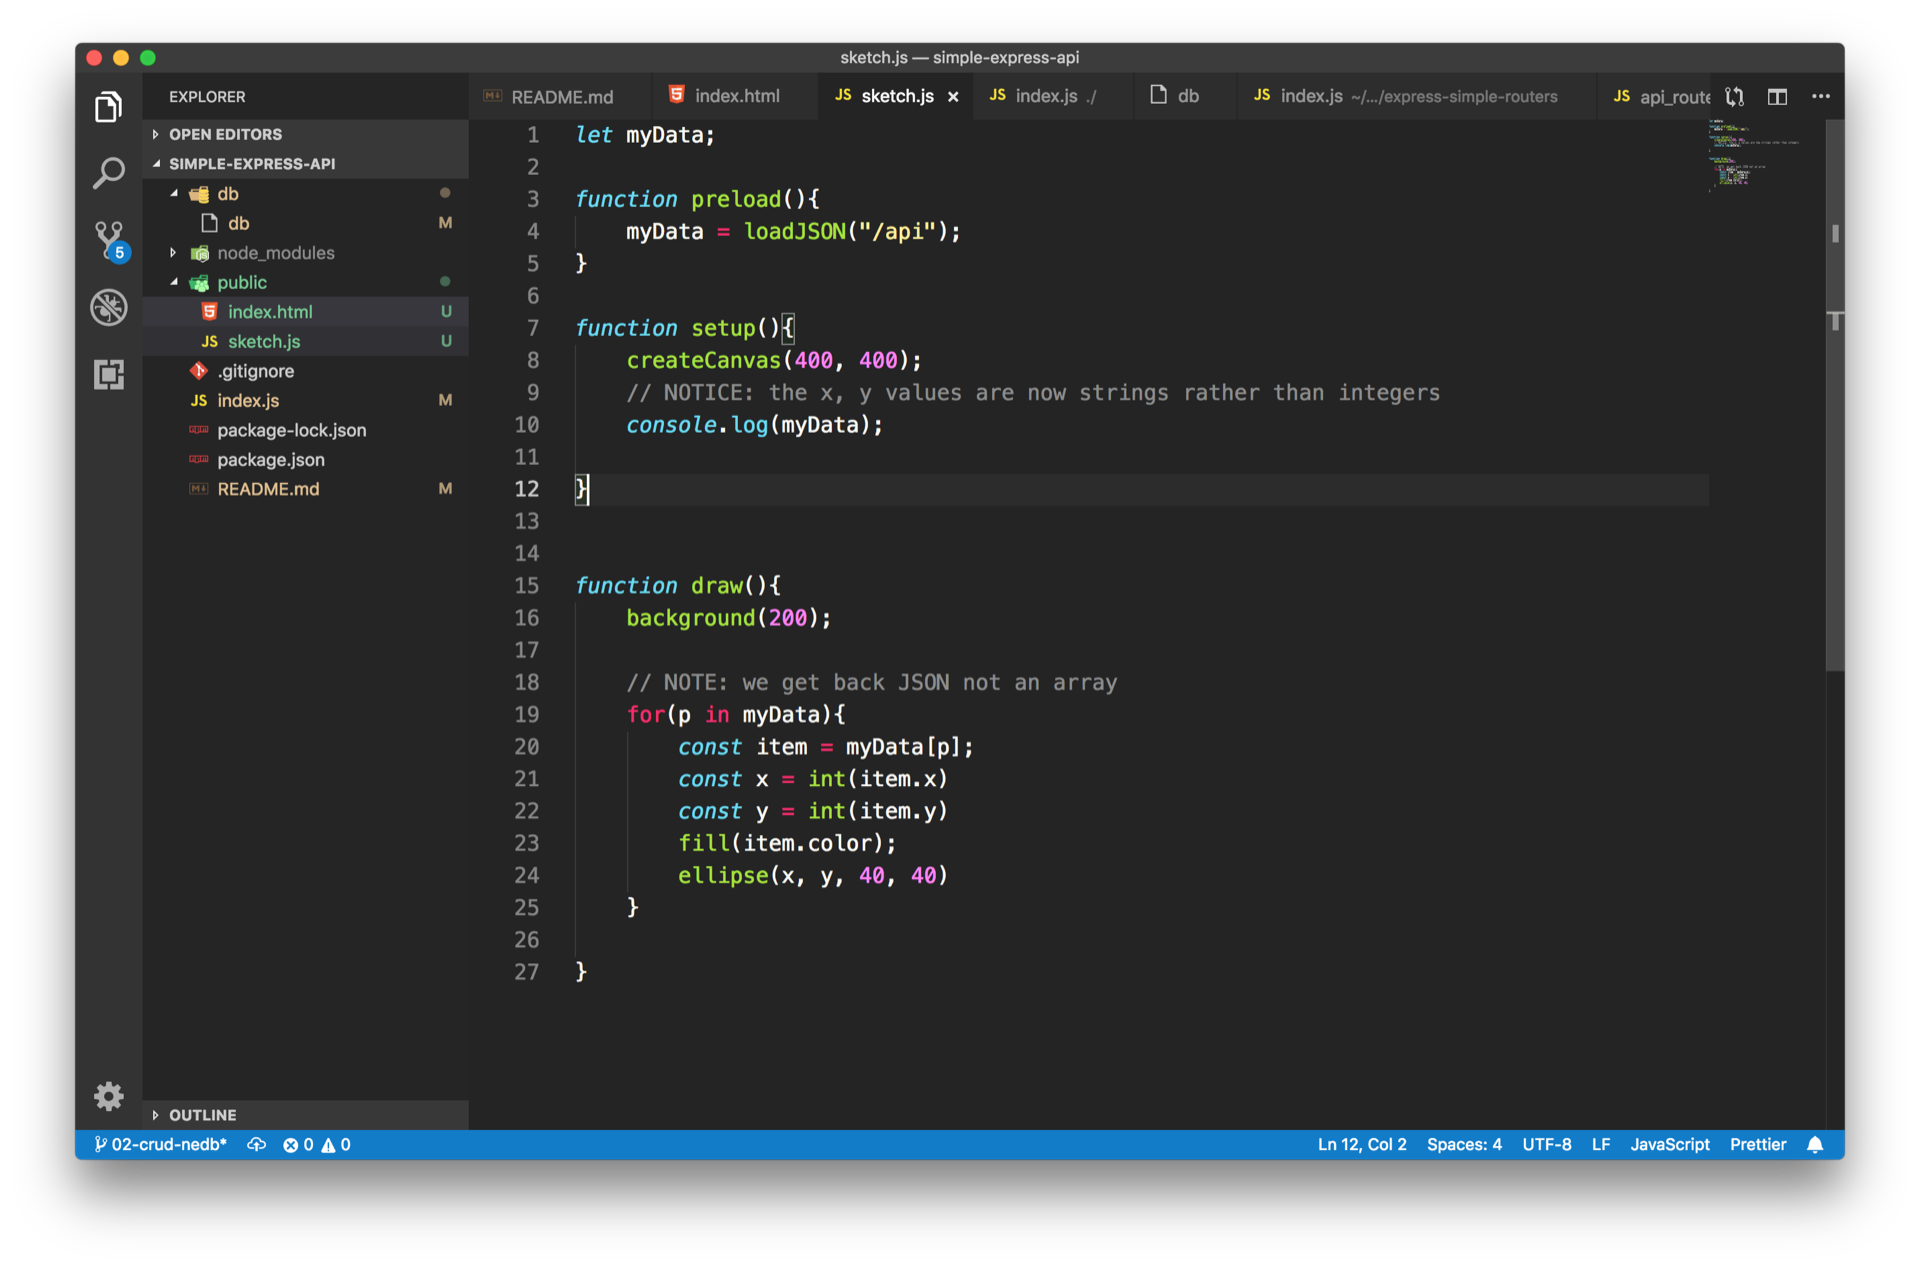 sketch.js — simple-express-api
EXPLORER
OPEN EDITORS
SIMPLE-EXPRESS-API
db
db M
node_modules
public
index.html U
JS sketch.js U
.gitignore
JS index.js M
package-lock.json
package.json
README.md M
OUTLINE
5
README.md
index.html
JS sketch.js ×
JS index.js ./
db
JS index.js ~/.../express-simple-routers
JS api_route
1 let myData;
2
3 function preload(){
4     myData = loadJSON("/api");
5 }
6
7 function setup(){
8     createCanvas(400, 400);
9     // NOTICE: the x, y values are now strings rather than integers
10     console.log(myData);
11
12 }
13
14
15 function draw(){
16     background(200);
17
18     // NOTE: we get back JSON not an array
19     for(p in myData){
20         const item = myData[p];
21         const x = int(item.x)
22         const y = int(item.y)
23         fill(item.color);
24         ellipse(x, y, 40, 40)
25     }
26
27 }
02-crud-nedb* 0 0 Ln 12, Col 2 Spaces: 4 UTF-8 LF JavaScript Prettier